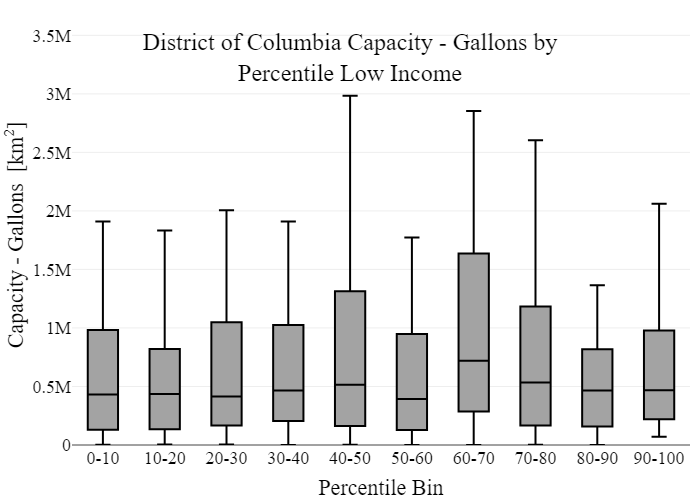 District of Columbia Capacity - Gallons by
Percentile Low Income
Capacity - Gallons [km²]
3.5M
3M
2.5M
2M
1.5M
1M
0.5M
0
0-10 10-20 20-30 30-40 40-50 50-60 60-70 70-80 80-90 90-100
Percentile Bin